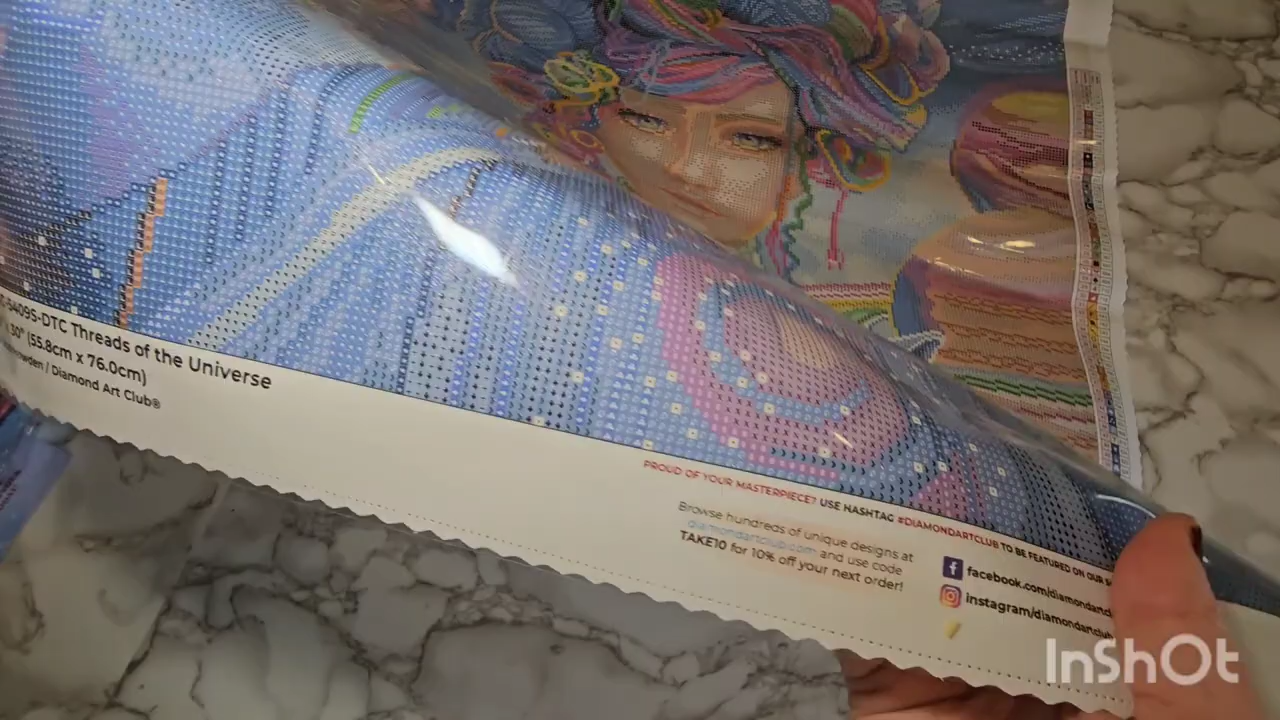 -5409S-DTC Threads of the Universe
30" (55.8cm x 76.0cm)
/ Diamond Art Club®
PROUD OF YOUR MASTERPIECE? USE HASHTAG #DIAMONDARTCLUB TO BE FEATURED ON OUR
Browse hundreds of unique designs at
diamondartclub.com and use code
TAKE10 for 10% off your next order!
facebook.com/diamondartcl
instagram/diamondartclub
InShOt